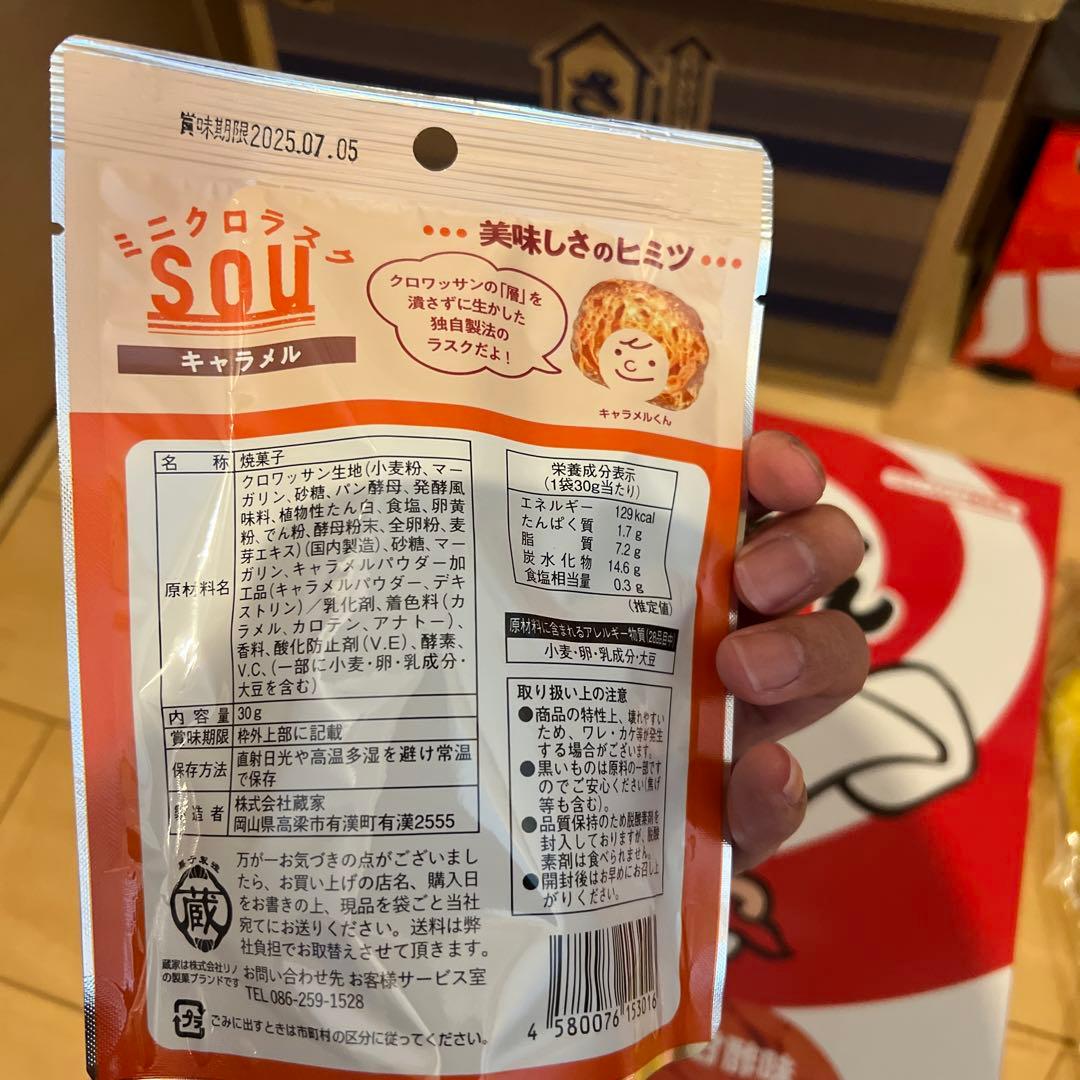 賞味期限2025.07.05
ミニクロラスク
sou
キャラメル
美味しさのヒミツ
クロワッサンの「層」を
潰さずに生かした
独自製法の
ラスクだよ!
キャラメルくん
名 称 焼菓子
原材料名
クロワッサン生地(小麦粉、マー
ガリン、砂糖、パン酵母、発酵風
味料、植物性たん白、食塩、卵黄
粉、でん粉、酵母粉末、全卵粉、麦
芽エキス)(国内製造)、砂糖、マー
ガリン、キャラメルパウダー加
工品(キャラメルパウダー、デキ
ストリン)/乳化剤、着色料(カ
ラメル、カロテン、アナトー)、
香料、酸化防止剤(V.E)、酵素、
V.C、(一部に小麦・卵・乳成分・
大豆を含む)
内容量 30g
賞味期限 枠外上部に記載
保存方法 直射日光や高温多湿を避け常温
で保存
製造者 株式会社蔵家
岡山県高梁市有漢町有漢2555
栄養成分表示
(1袋30g当たり)
エネルギー 129kcal
たんぱく質 1.7g
脂 質 7.2g
炭水化物 14.6g
食塩相当量 0.3g
(推定値)
原材料に含まれるアレルギー物質(28品目中)
小麦・卵・乳成分・大豆
取り扱い上の注意
●商品の特性上、壊れやすい
ため、ワレ・カケ等が発生
する場合がございます。
●黒いものは原料の一部です
のでご安心ください(焦げ
等も含む)。
●品質保持のため脱酸素剤を
封入しておりますが、脱酸
素剤は食べられません。
●開封後はお早めにお召し上
がりください。
菓子製造
蔵
蔵家は株式会社リノ
の製菓ブランドです
万が一お気づきの点がございまし
たら、お買い上げの店名、購入日
をお書きの上、現品を袋ごと当社
宛てにお送りください。送料は弊
社負担でお取替えさせて頂きます。
お問い合わせ先 お客様サービス室
TEL 086-259-1528
プラ
ごみに出すときは市町村の区分に従ってください。
4 580076 153016